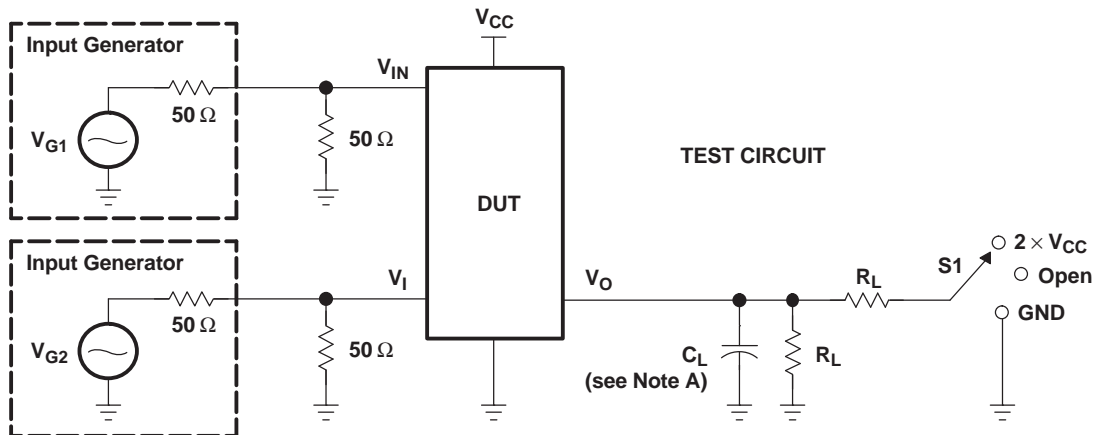 Input Generator
VG1
50 Ω
50 Ω
VIN
VCC
DUT
TEST CIRCUIT
Input Generator
VG2
50 Ω
50 Ω
VI
VO
CL
(see Note A)
RL
RL
S1
2 × VCC
Open
GND